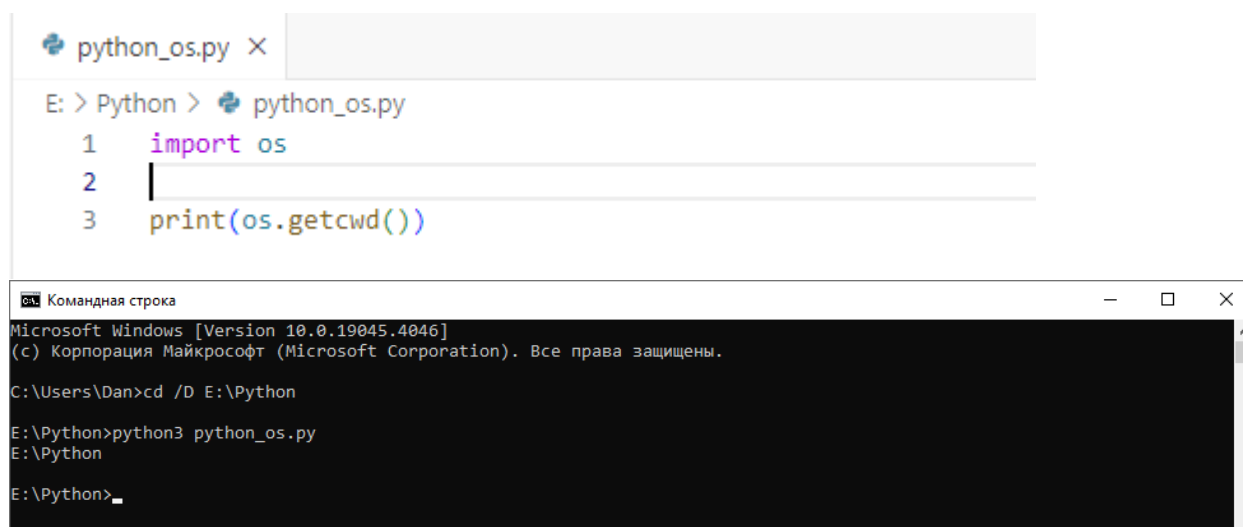 python_os.py ×
E: > Python > python_os.py
1 import os
2
3 print(os.getcwd())
Командная строка
Microsoft Windows [Version 10.0.19045.4046]
(c) Корпорация Майкрософт (Microsoft Corporation). Все права защищены.
C:\Users\Dan>cd /D E:\Python
E:\Python>python3 python_os.py
E:\Python
E:\Python>_